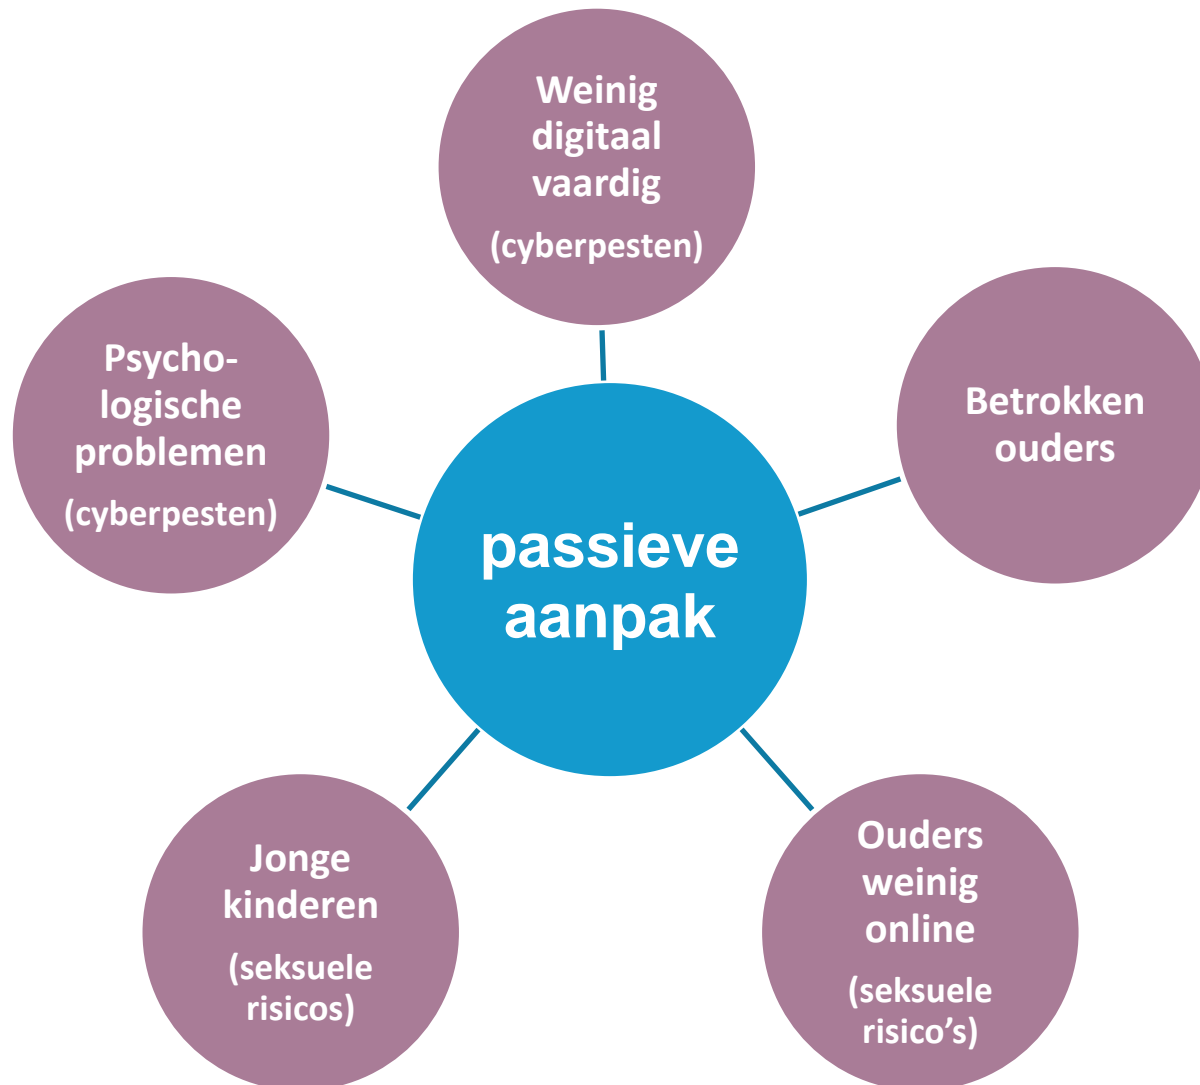 Weinig
digitaal
vaardig
(cyberpesten)
Psycho-
logische
problemen
(cyberpesten)
Betrokken
ouders
passieve
aanpak
Jonge
kinderen
(seksuele
risicos)
Ouders
weinig
online
(seksuele
risico’s)